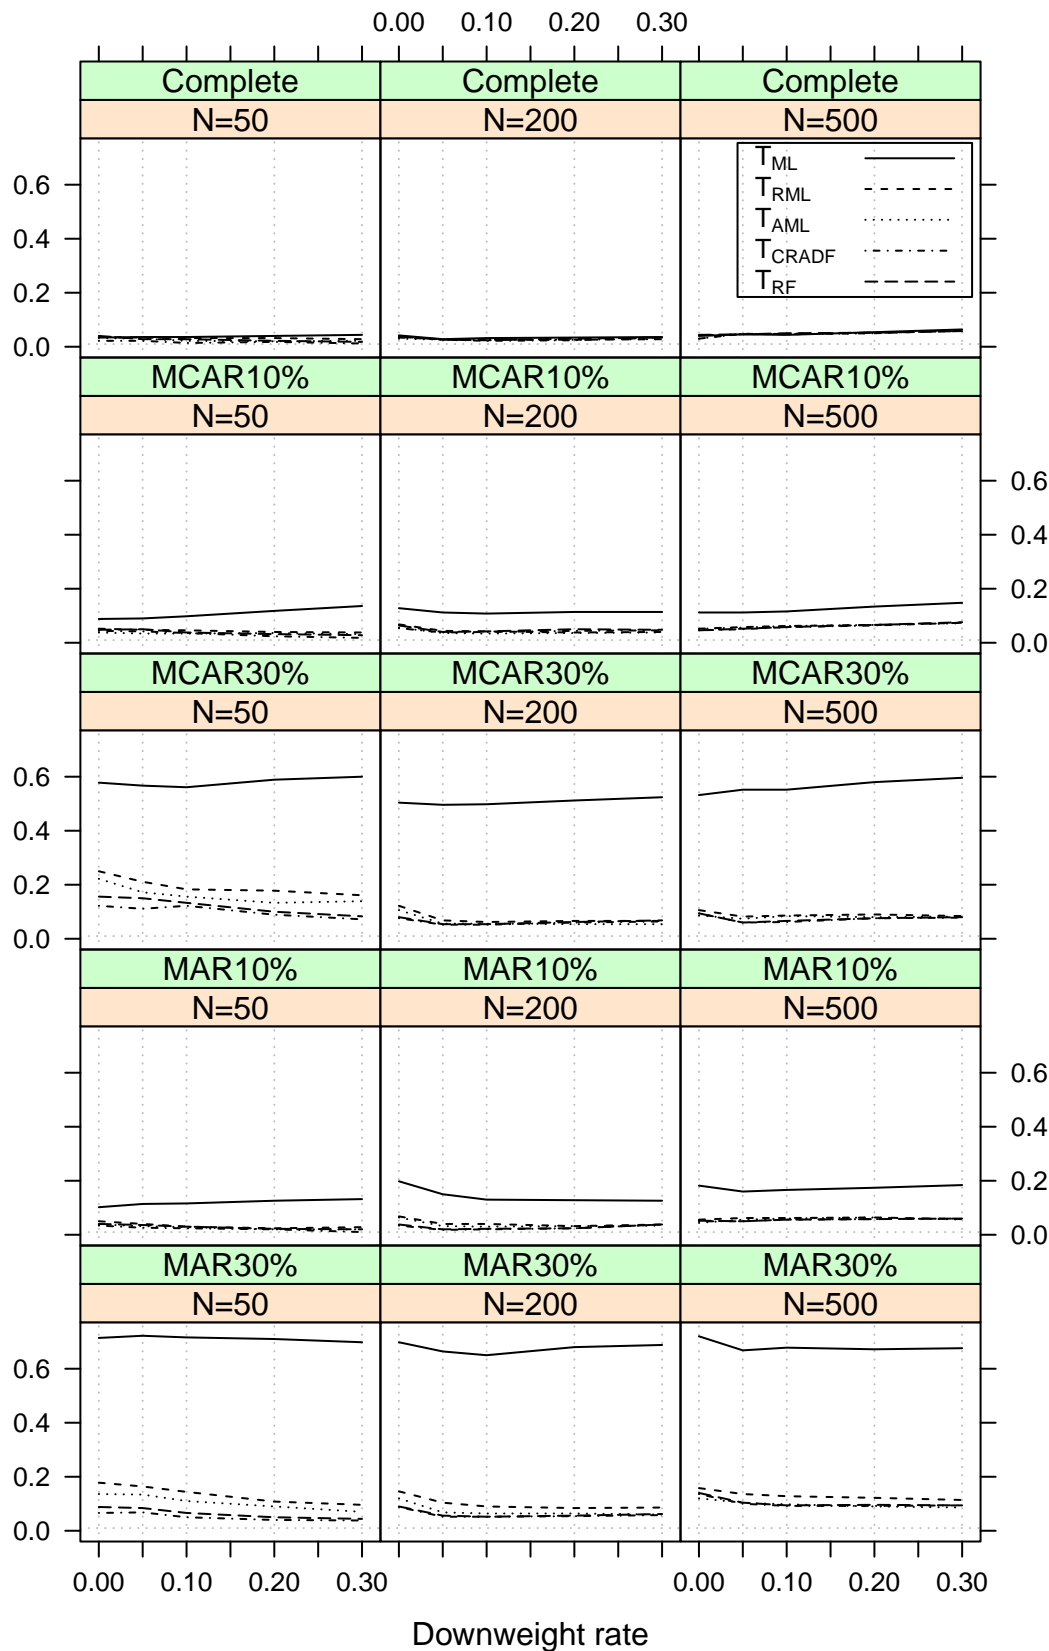 0.00 0.10 0.20 0.30
Complete Complete Complete
N=50 N=200 N=500
T_ML
T_RML
T_AML
T_CRADF
T_RF
0.6
0.4
0.2
0.0
MCAR10% MCAR10% MCAR10%
N=50 N=200 N=500
0.6
0.4
0.2
0.0
MCAR30% MCAR30% MCAR30%
N=50 N=200 N=500
0.6
0.4
0.2
0.0
MAR10% MAR10% MAR10%
N=50 N=200 N=500
0.6
0.4
0.2
0.0
MAR30% MAR30% MAR30%
N=50 N=200 N=500
0.6
0.4
0.2
0.0
0.00 0.10 0.20 0.30 0.00 0.10 0.20 0.30
Downweight rate